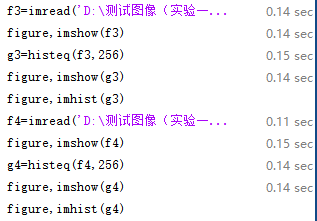 f3=imread('D:\测试图像（实验一... 0.14 sec
figure,imshow(f3) 0.14 sec
g3=histeq(f3,256) 0.15 sec
figure,imshow(g3) 0.14 sec
figure,imhist(g3)
f4=imread('D:\测试图像（实验一... 0.11 sec
figure,imshow(f4) 0.15 sec
g4=histeq(f4,256) 0.14 sec
figure,imshow(g4) 0.14 sec
figure,imhist(g4)